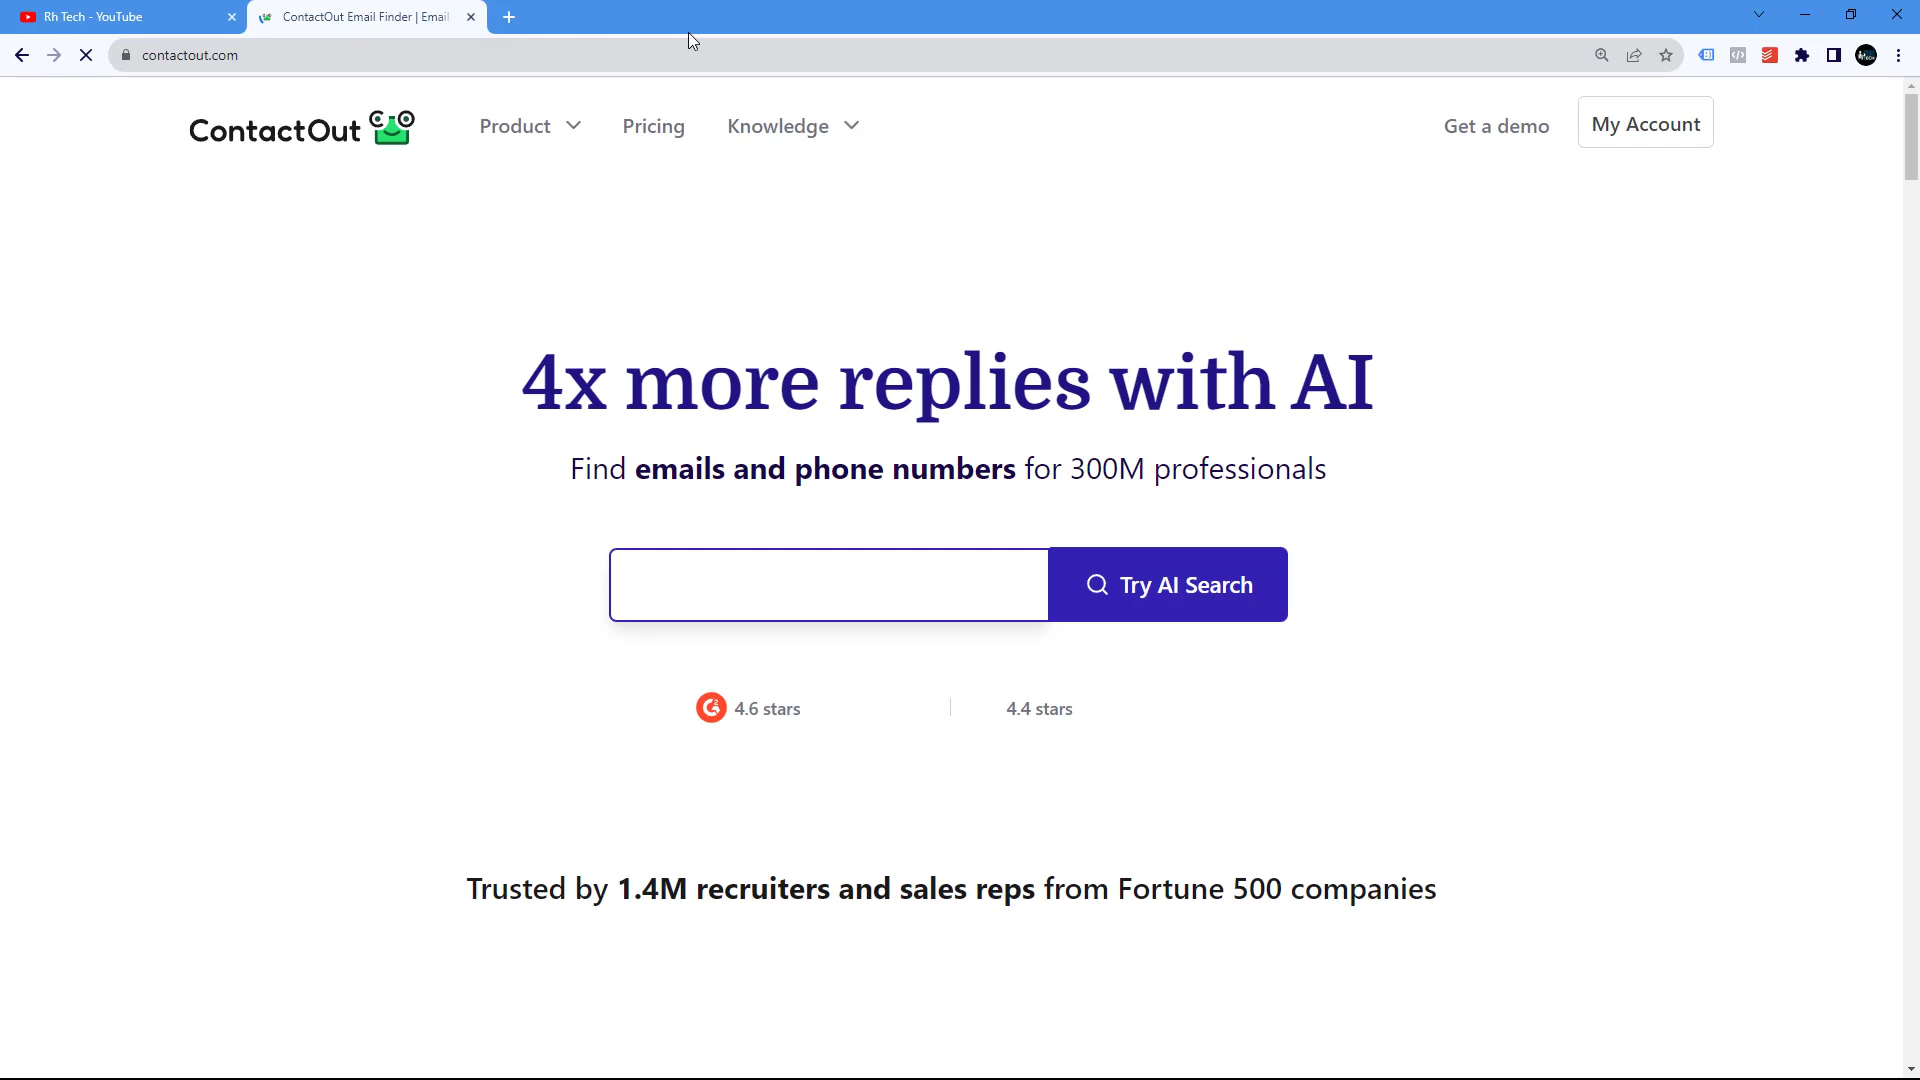 Rh Tech - YouTube
ContactOut Email Finder | Email
contactout.com
ContactOut
Product
Pricing
Knowledge
Get a demo
My Account
4x more replies with AI
Find emails and phone numbers for 300M professionals
Try AI Search
4.6 stars
4.4 stars
Trusted by 1.4M recruiters and sales reps from Fortune 500 companies